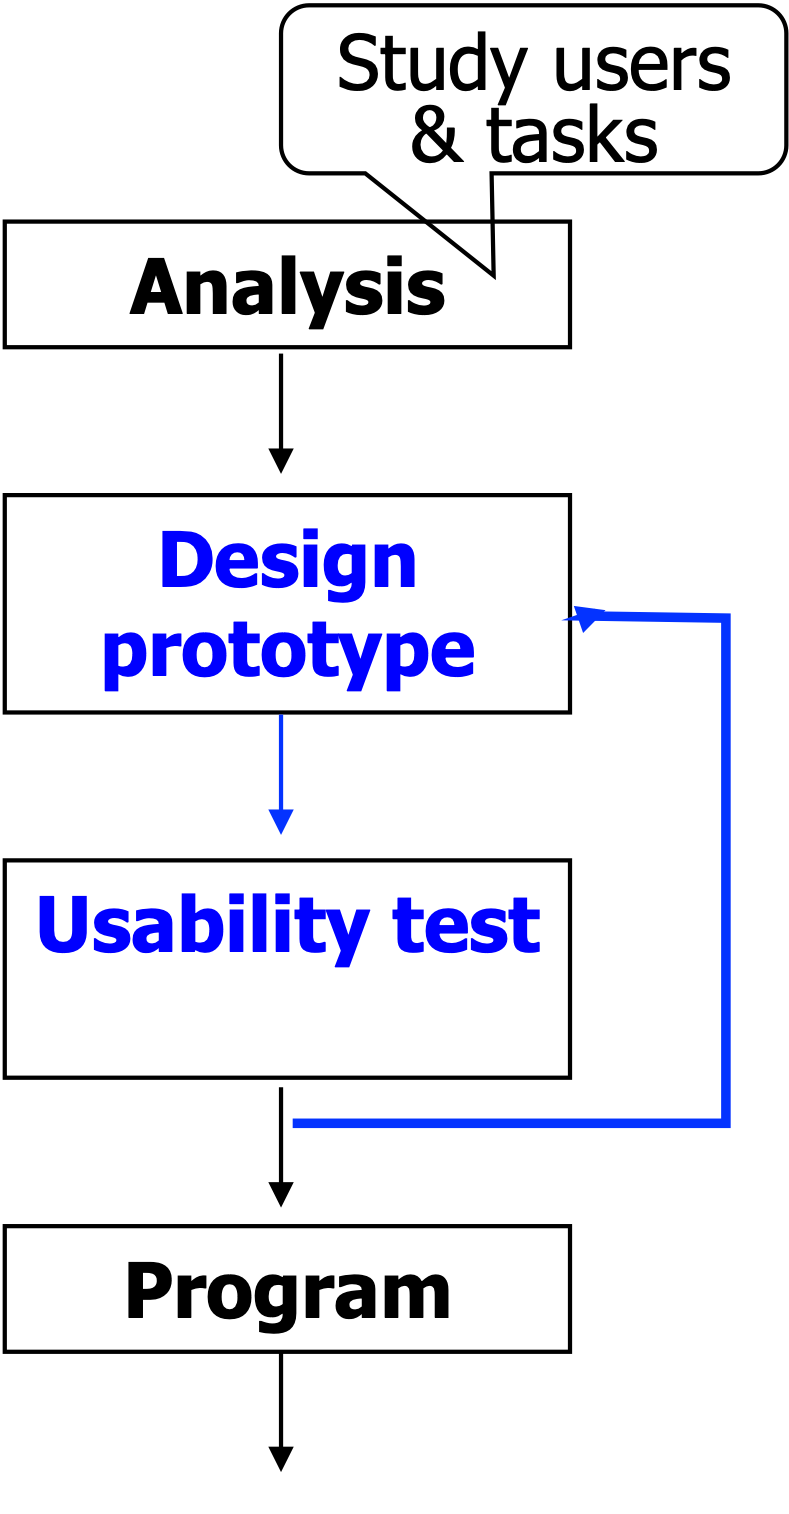 Study users
& tasks
Analysis
Design
prototype
Usability test
Program